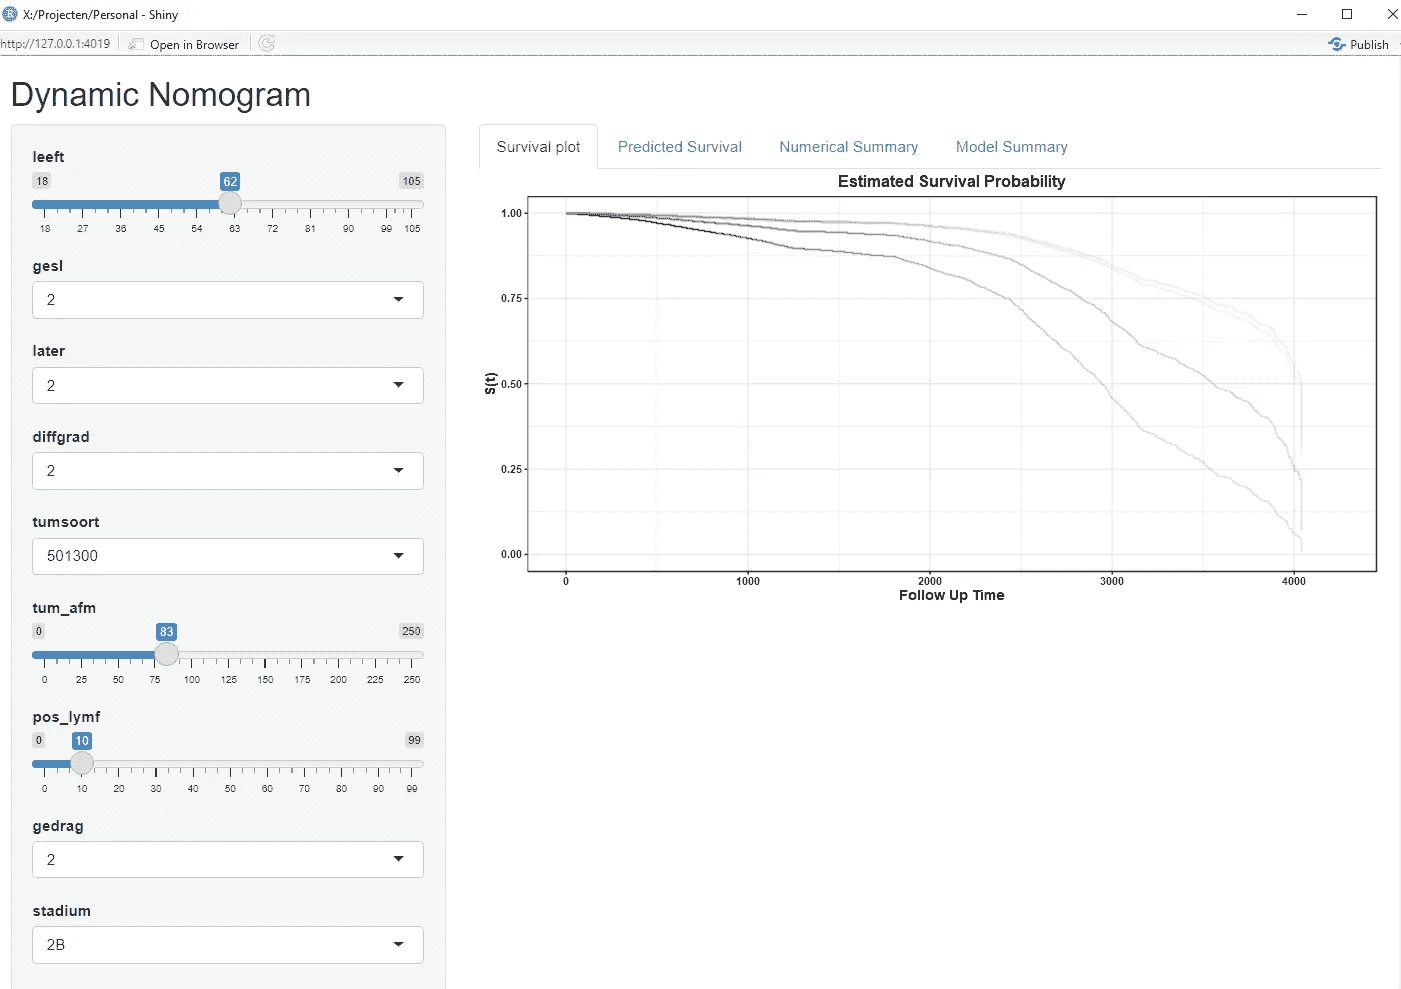 X:/Projecten/Personal - Shiny
http://127.0.0.1:4019 Open in Browser Publish
Dynamic Nomogram
leeft
18 62 105
18 27 36 45 54 63 72 81 90 99 105
gesl
2
later
2
diffgrad
2
tumsoort
501300
tum_afm
0 83 250
0 25 50 75 100 125 150 175 200 225 250
pos_lymf
0 10 99
0 10 20 30 40 50 60 70 80 90 99
gedrag
2
stadium
2B
Survival plot Predicted Survival Numerical Summary Model Summary
Estimated Survival Probability
1.00
0.75
S(t)
0.50
0.25
0.00
0 1000 2000 3000 4000
Follow Up Time